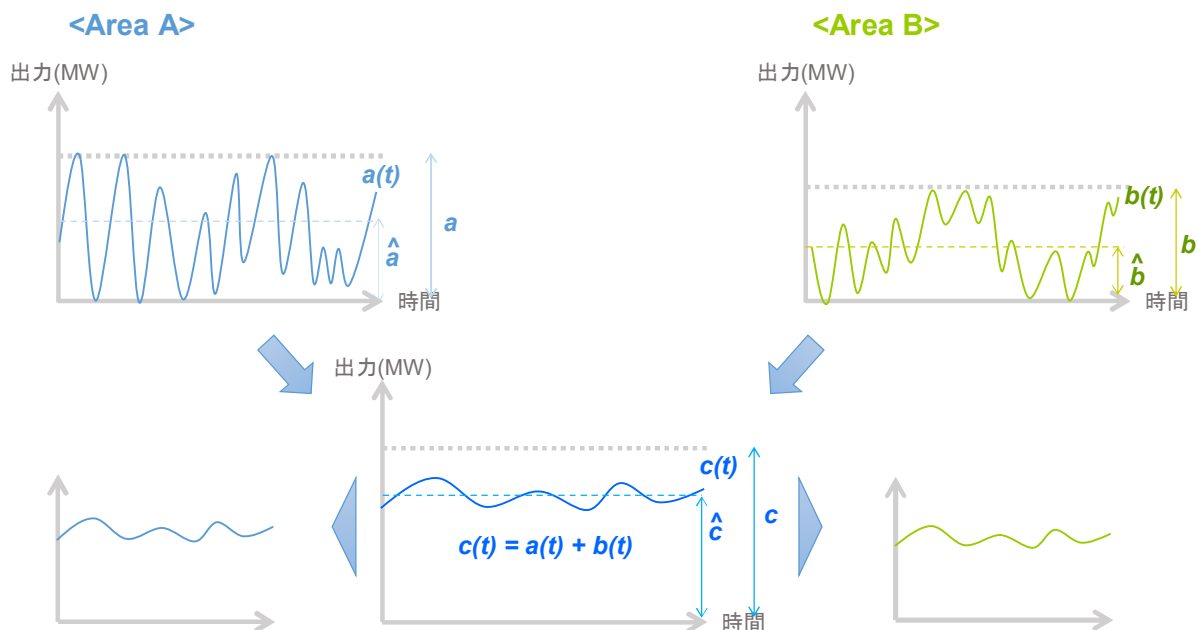 <Area A>
<Area B>
出力(MW)
出力(MW)
a(t)
a
â
時間
b(t)
b
b̂
時間
出力(MW)
c(t)
c
ĉ
c(t) = a(t) + b(t)
時間